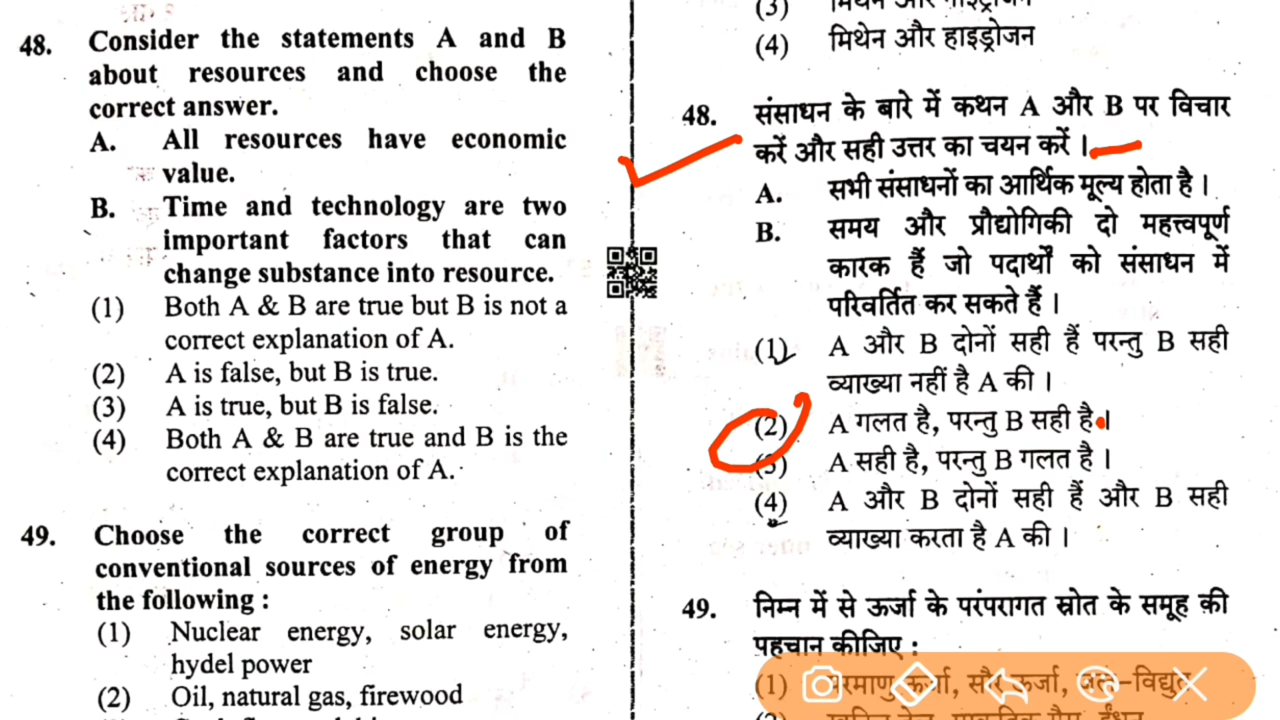 48. Consider the statements A and B
about resources and choose the
correct answer.
A. All resources have economic
value.
B. Time and technology are two
important factors that can
change substance into resource.
(1) Both A & B are true but B is not a
correct explanation of A.
(2) A is false, but B is true.
(3) A is true, but B is false.
(4) Both A & B are true and B is the
correct explanation of A.
49. Choose the correct group of
conventional sources of energy from
the following :
(1) Nuclear energy, solar energy,
hydel power
(2) Oil, natural gas, firewood
(3)
(4) मिथेन और हाइड्रोजन
48. संसाधन के बारे में कथन A और B पर विचार
करें और सही उत्तर का चयन करें ।
A. सभी संसाधनों का आर्थिक मूल्य होता है ।
B. समय और प्रौद्योगिकी दो महत्त्वपूर्ण
कारक हैं जो पदार्थों को संसाधन में
परिवर्तित कर सकते हैं ।
(1) A और B दोनों सही हैं परन्तु B सही
व्याख्या नहीं है A की ।
(2) A गलत है, परन्तु B सही है ।
(3) A सही है, परन्तु B गलत है ।
(4) A और B दोनों सही हैं और B सही
व्याख्या करता है A की ।
49. निम्न में से ऊर्जा के परंपरागत स्रोत के समूह की
पहचान कीजिए :
(1) परमाणु ऊर्जा, सौर ऊर्जा, जल-विद्युत